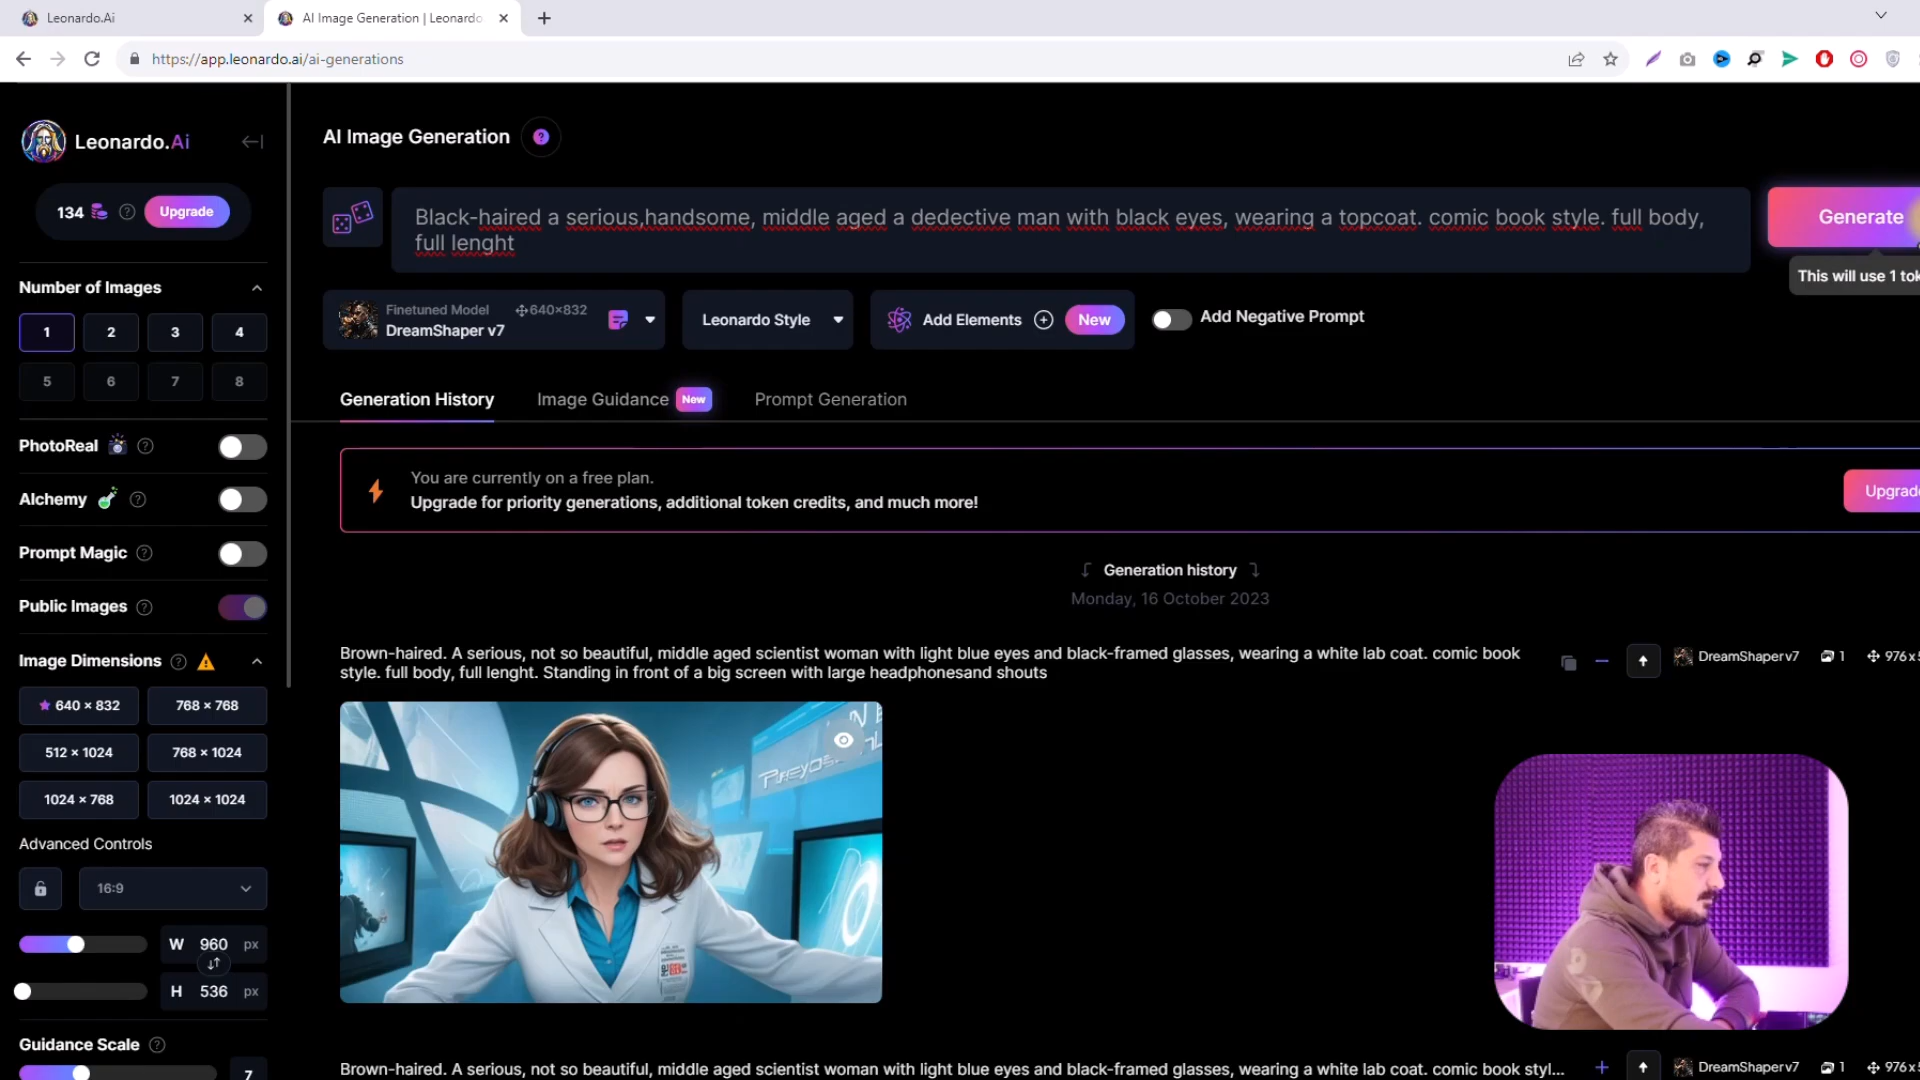 Leonardo.Ai
AI Image Generation | Leonardo
https://app.leonardo.ai/ai-generations
Leonardo.Ai
134
Upgrade
Number of Images
1
2
3
4
5
6
7
8
PhotoReal
Alchemy
Prompt Magic
Public Images
Image Dimensions
640 × 832
768 × 768
512 × 1024
768 × 1024
1024 × 768
1024 × 1024
Advanced Controls
16:9
W 960 px
H 536 px
Guidance Scale
7
AI Image Generation
Black-haired a serious,handsome, middle aged a dedective man with black eyes, wearing a topcoat. comic book style. full body,
full lenght
Generate
This will use 1 tok
Finetuned Model
640×832
DreamShaper v7
Leonardo Style
Add Elements
New
Add Negative Prompt
Generation History
Image Guidance
New
Prompt Generation
You are currently on a free plan.
Upgrade for priority generations, additional token credits, and much more!
Upgrade
Generation history
Monday, 16 October 2023
Brown-haired. A serious, not so beautiful, middle aged scientist woman with light blue eyes and black-framed glasses, wearing a white lab coat. comic book
style. full body, full lenght. Standing in front of a big screen with large headphonesand shouts
DreamShaper v7
1
976×5
Brown-haired. A serious, not so beautiful, middle aged scientist woman with light blue eyes and black-framed glasses, wearing a white lab coat. comic book styl...
DreamShaper v7
1
976×5